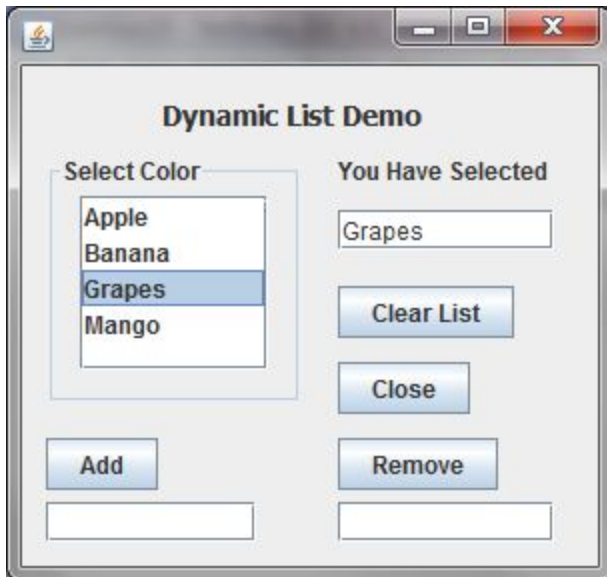 Dynamic List Demo
Select Color
Apple
Banana
Grapes
Mango
You Have Selected
Grapes
Clear List
Close
Add
Remove